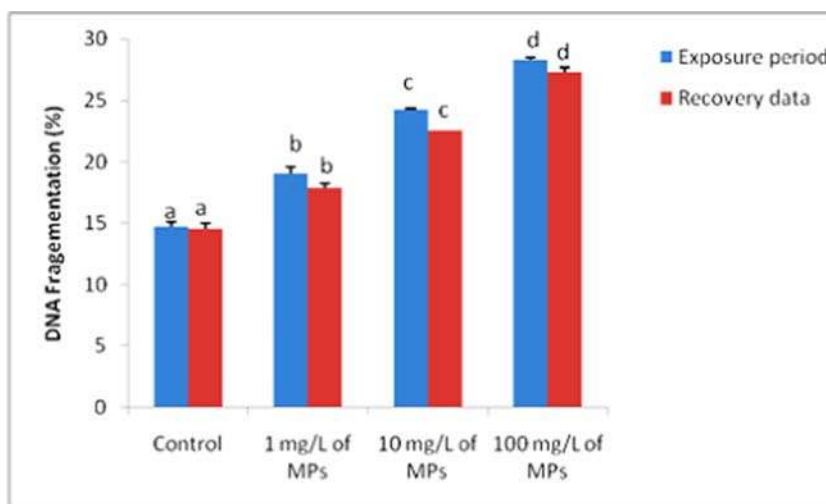 DNA Fragementation (%)
30
25
20
15
10
5
0
a a
b b
c c
d d
Control
1 mg/L of
MPs
10 mg/L of
MPs
100 mg/L of
MPs
Exposure period
Recovery data